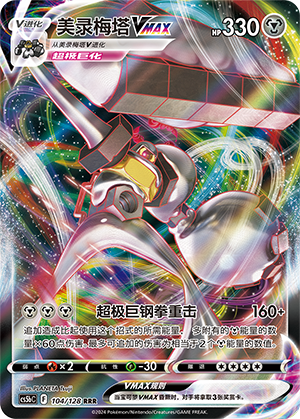 V进化
美录梅塔VMAX
HP330
从美录梅塔V进化
超极巨化
超极巨钢拳重击 160+
追加造成比起使用这个招式的所需能量,多附有的能量的数量×60点伤害。最多可追加的伤害为相当于2个能量的数量。
弱点 ×2 抗性 -30 撤退
VMAX规则
当宝可梦VMAX【昏厥】时,对手将拿取3张奖赏卡。
Illus.PLANETA Tsuji
CS5bC F 104/128 RRR
©2024 Pokémon/Nintendo/Creatures/GAME FREAK.